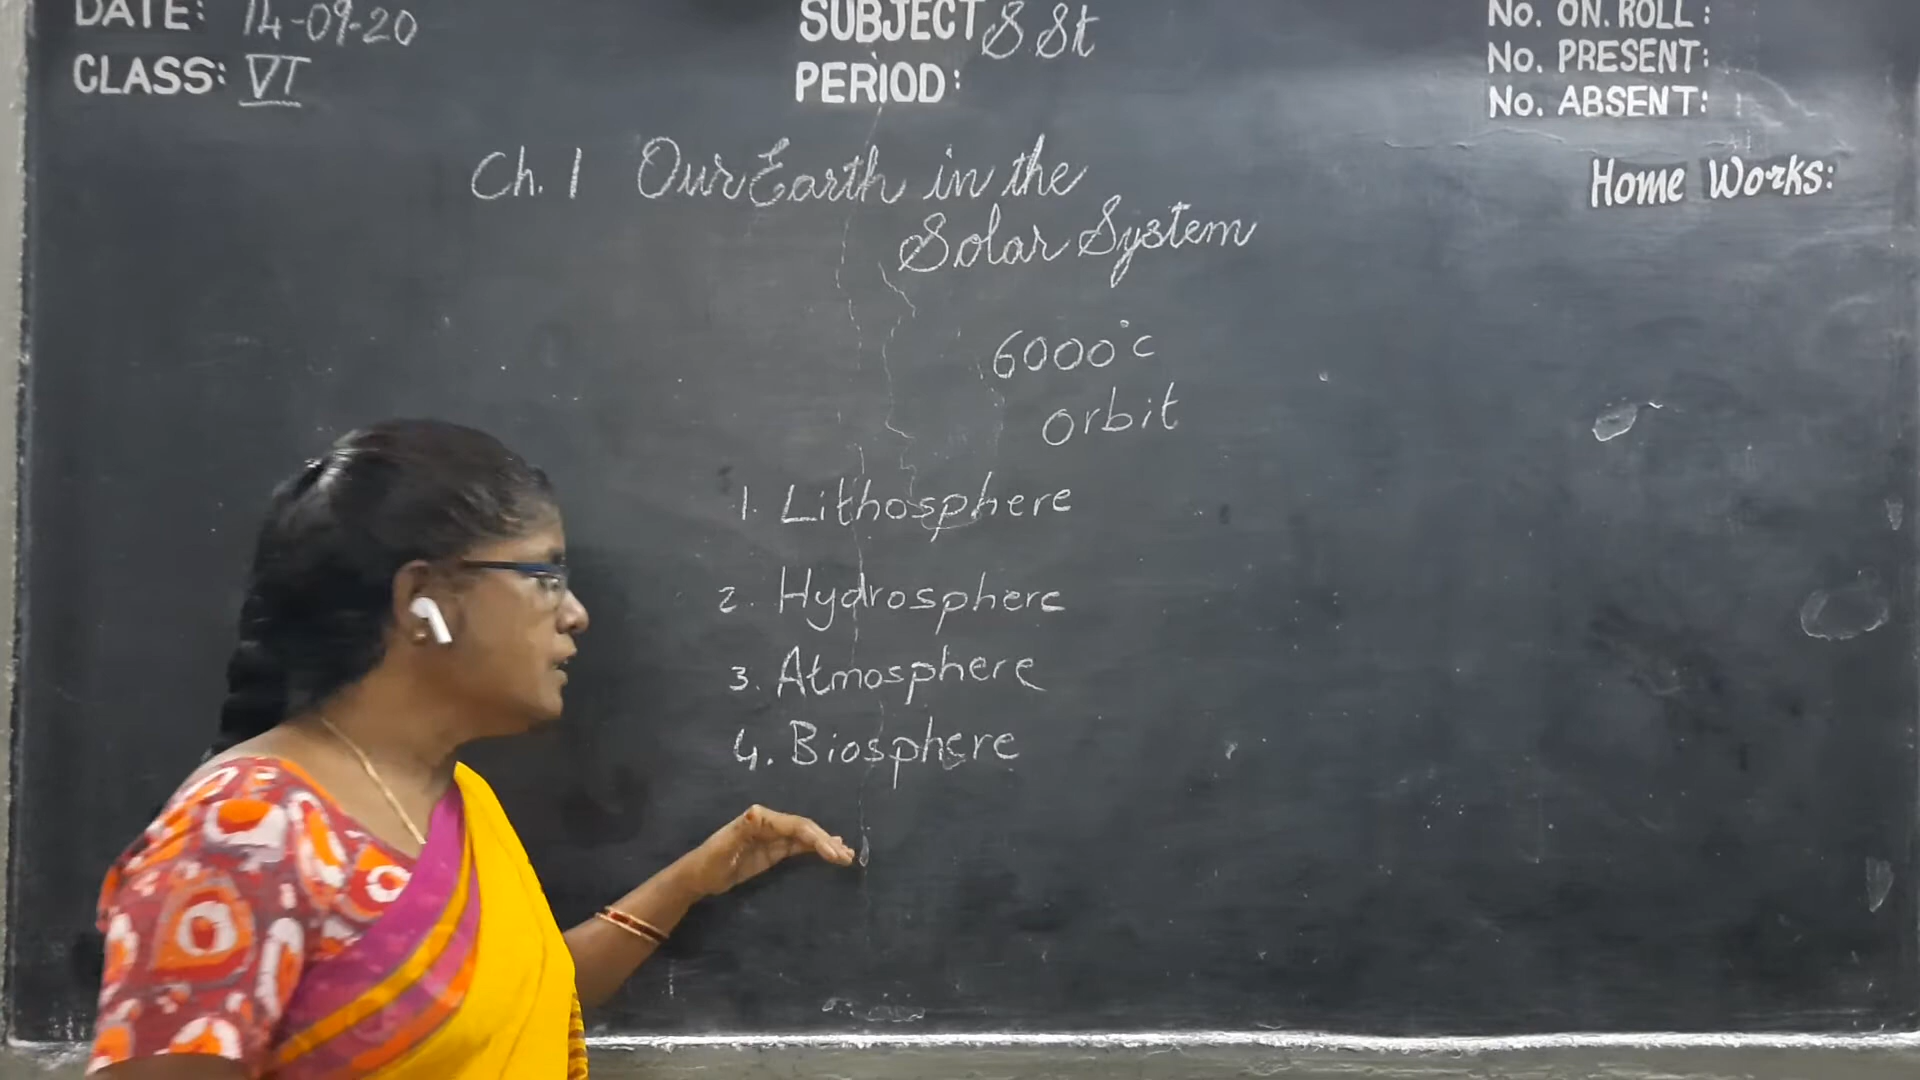 DATE: 14-09-20
CLASS: VI
SUBJECT S.St
PERIOD:
No. ON. ROLL:
No. PRESENT:
No. ABSENT:
Home Works:
Ch. 1 Our Earth in the
Solar System
6000°c
orbit
1. Lithosphere
2. Hydrosphere
3. Atmosphere
4. Biosphere